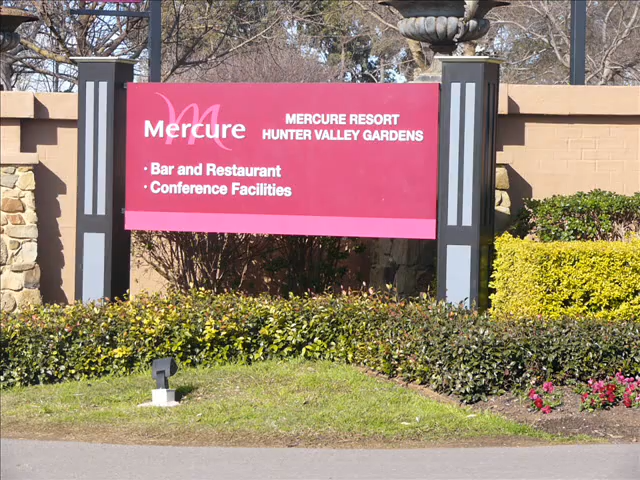 Mercure
MERCURE RESORT
HUNTER VALLEY GARDENS
· Bar and Restaurant
· Conference Facilities